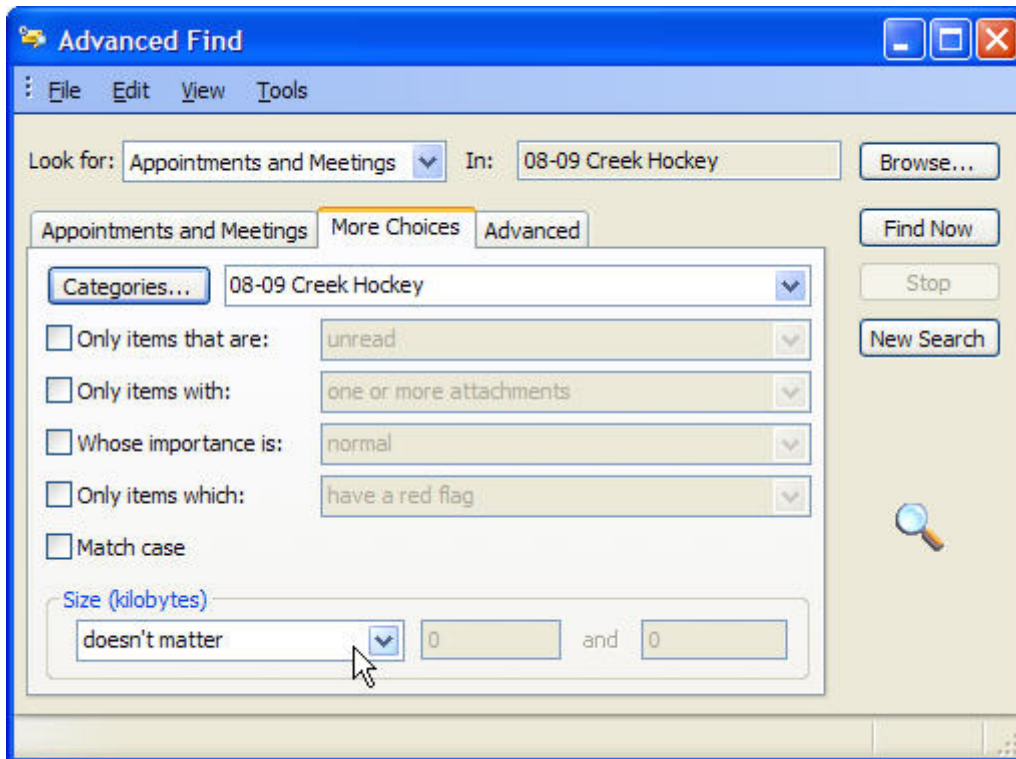 Advanced Find
File Edit View Tools
Look for: Appointments and Meetings In: 08-09 Creek Hockey Browse...
Appointments and Meetings More Choices Advanced Find Now
Categories... 08-09 Creek Hockey Stop
Only items that are: unread New Search
Only items with: one or more attachments
Whose importance is: normal
Only items which: have a red flag
Match case
Size (kilobytes)
doesn't matter 0 and 0